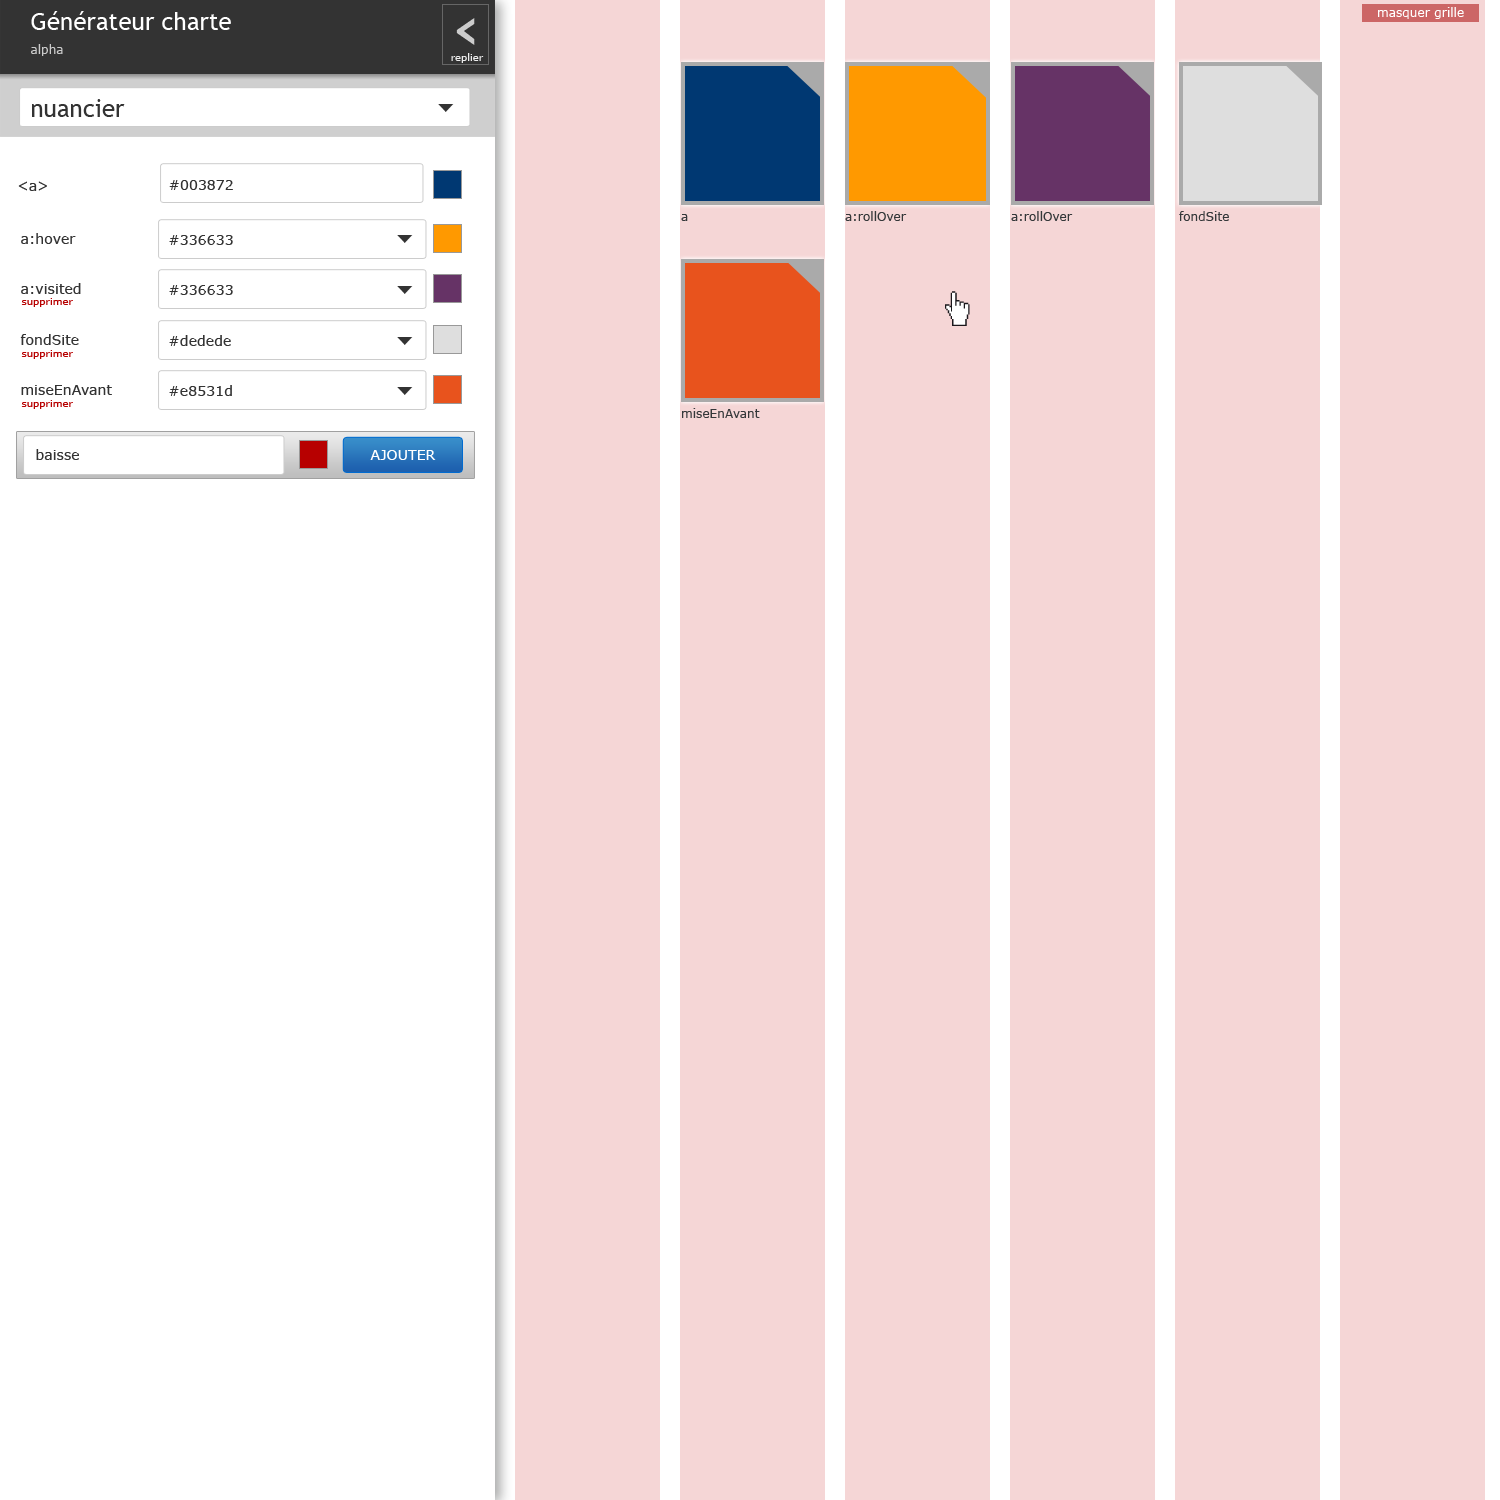 Générateur charte
alpha
<
replier
nuancier
<a>
#003872
a:hover
#336633
a:visited
supprimer
#336633
fondSite
supprimer
#dedede
miseEnAvant
supprimer
#e8531d
baisse
AJOUTER
masquer grille
a
a:rollOver
a:rollOver
fondSite
miseEnAvant